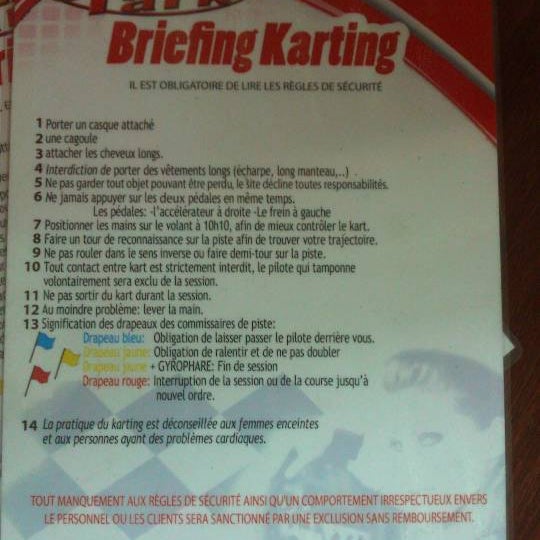 Park
Briefing Karting
IL EST OBLIGATOIRE DE LIRE LES RÈGLES DE SÉCURITÉ
1 Porter un casque attaché
2 une cagoule
3 attacher les cheveux longs.
4 Interdiction de porter des vêtements longs (écharpe, long manteau,..) .
5 Ne pas garder tout objet pouvant être perdu, le site décline toutes responsabilités.
6 Ne jamais appuyer sur les deux pédales en même temps.
Les pédales: -l'accélérateur à droite -Le frein à gauche
7 Positionner les mains sur le volant à 10h10, afin de mieux contrôler le kart.
8 Faire un tour de reconnaissance sur la piste afin de trouver votre trajectoire.
9 Ne pas rouler dans le sens inverse ou faire demi-tour sur la piste.
10 Tout contact entre kart est strictement interdit, le pilote qui tamponne
volontairement sera exclu de la session.
11 Ne pas sortir du kart durant la session.
12 Au moindre problème: lever la main.
13 Signification des drapeaux des commissaires de piste:
Drapeau bleu: Obligation de laisser passer le pilote derrière vous.
Drapeau jaune: Obligation de ralentir et de ne pas doubler
Drapeau jaune + GYROPHARE: Fin de session
Drapeau rouge: Interruption de la session ou de la course jusqu'à
nouvel ordre.
14 La pratique du karting est déconseillée aux femmes enceintes
et aux personnes ayant des problèmes cardiaques.
TOUT MANQUEMENT AUX RÈGLES DE SÉCURITÉ AINSI QU'UN COMPORTEMENT IRRESPECTUEUX ENVERS
LE PERSONNEL OU LES CLIENTS SERA SANCTIONNÉ PAR UNE EXCLUSION SANS REMBOURSEMENT.